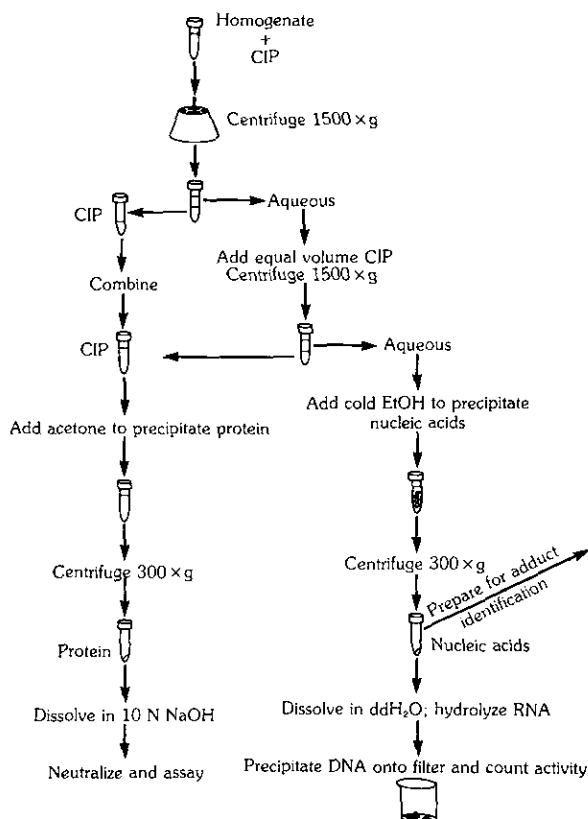 Homogenate
+
CIP
Centrifuge 1500 × g
CIP
Aqueous
Add equal volume CIP
Centrifuge 1500 × g
Combine
CIP
Aqueous
Add cold EtOH to precipitate
nucleic acids
Add acetone to precipitate protein
Centrifuge 300 × g
Centrifuge 300 × g
Prepare for adduct
identification
Protein
Nucleic acids
Dissolve in 10 N NaOH
Dissolve in ddH₂O; hydrolyze RNA
Neutralize and assay
Precipitate DNA onto filter and count activity